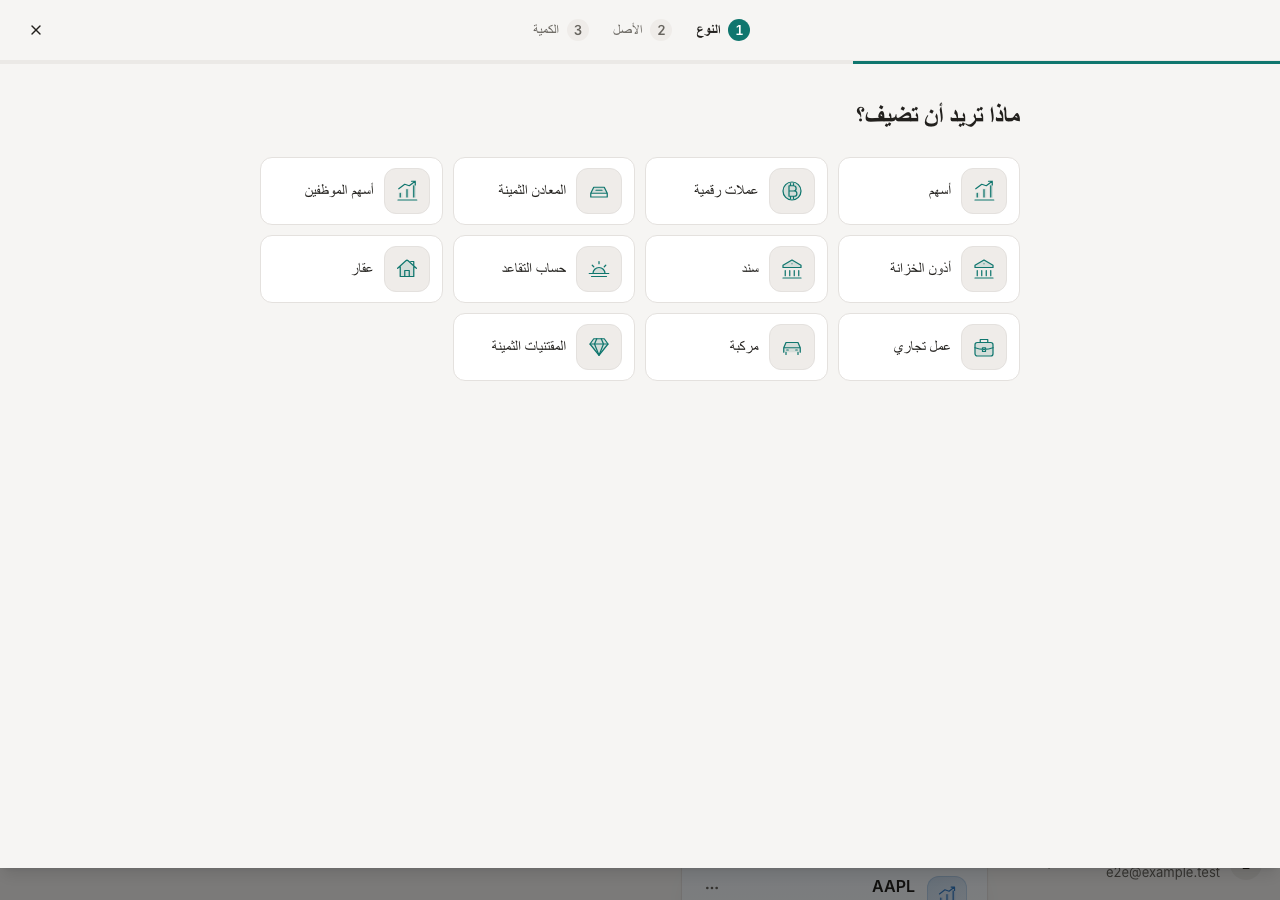 1 النوع
2 الأصل
3 الكمية
ماذا تريد أن تضيف؟
أسهم
عملات رقمية
المعادن الثمينة
أسهم الموظفين
أذون الخزانة
سند
حساب التقاعد
عقار
عمل تجاري
مركبة
المقتنيات الثمينة
e2e@example.test
AAPL